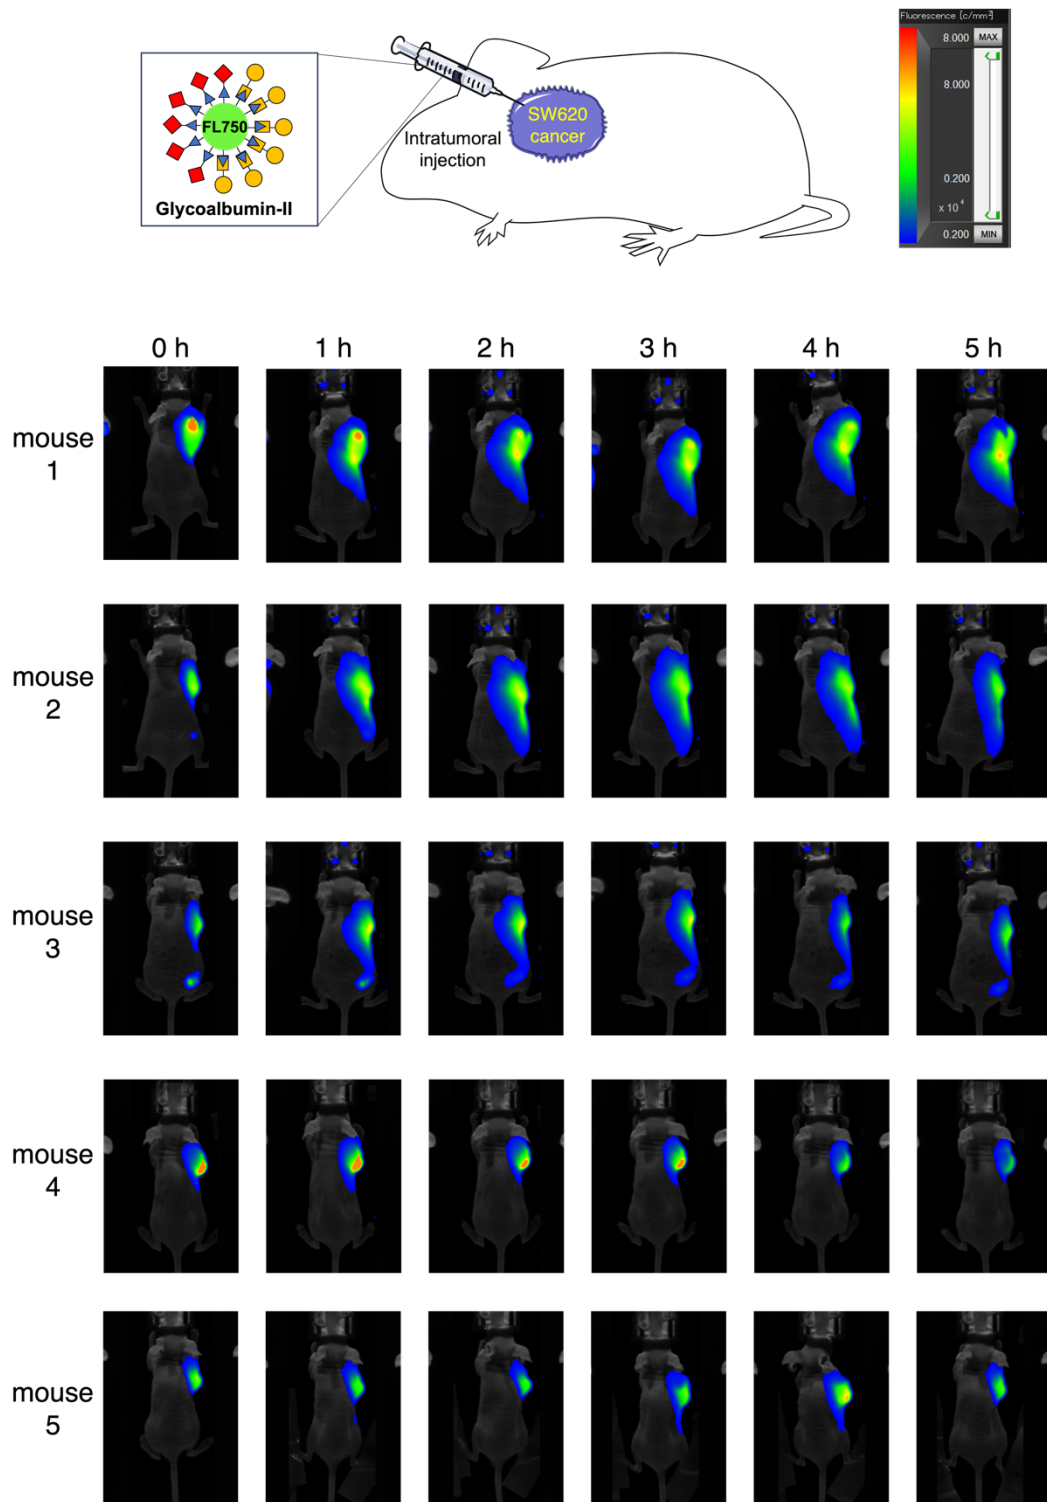 Fluorescence [c/mm²]
8.000 MAX
8.000
0.200
x 10⁴
0.200 MIN
FL750
Glycoalbumin-II
Intratumoral
injection
SW620
cancer
0 h 1 h 2 h 3 h 4 h 5 h
mouse
1
mouse
2
mouse
3
mouse
4
mouse
5